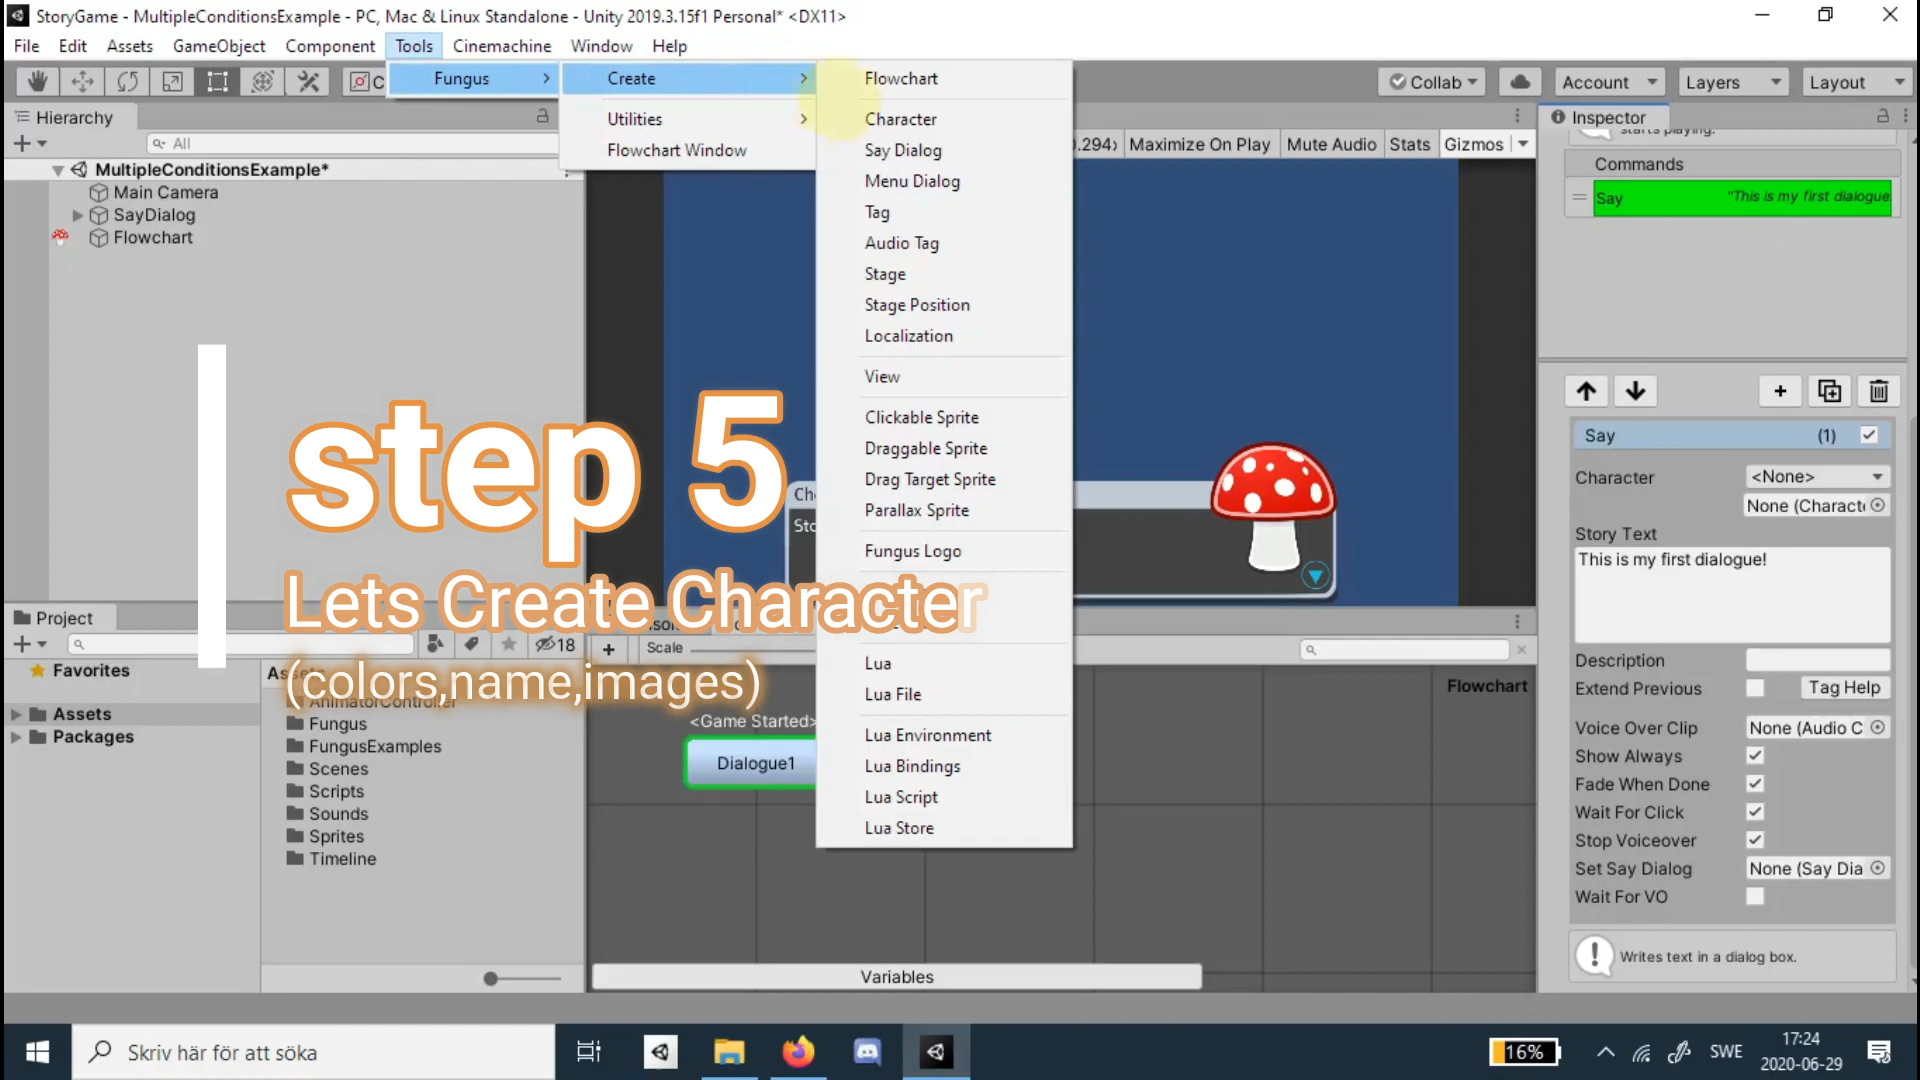 StoryGame - MultipleConditionsExample - PC, Mac & Linux Standalone - Unity 2019.3.15f1 Personal* <DX11>
File Edit Assets GameObject Component Tools Cinemachine Window Help
Fungus
Create
Utilities
Flowchart Window
Flowchart
Character
Say Dialog
Menu Dialog
Tag
Audio Tag
Stage
Stage Position
Localization
View
Clickable Sprite
Draggable Sprite
Drag Target Sprite
Parallax Sprite
Fungus Logo
Lua
Lua File
Lua Environment
Lua Bindings
Lua Script
Lua Store
Collab
Account
Layers
Layout
Hierarchy
All
MultipleConditionsExample*
Main Camera
SayDialog
Flowchart
0.294x
Maximize On Play
Mute Audio
Stats
Gizmos
step 5
Lets Create Character
(colors,name,images)
Project
18
Favorites
Assets
Packages
AnimatorController
Fungus
FungusExamples
Scenes
Scripts
Sounds
Sprites
Timeline
Scale
Flowchart
<Game Started>
Dialogue1
Variables
Inspector
starts playing.
Commands
Say "This is my first dialogue
Say (1)
Character <None>
None (Charact
Story Text
This is my first dialogue!
Description
Extend Previous Tag Help
Voice Over Clip None (Audio C
Show Always
Fade When Done
Wait For Click
Stop Voiceover
Set Say Dialog None (Say Dia
Wait For VO
Writes text in a dialog box.
Skriv här för att söka
16%
SWE
17:24
2020-06-29